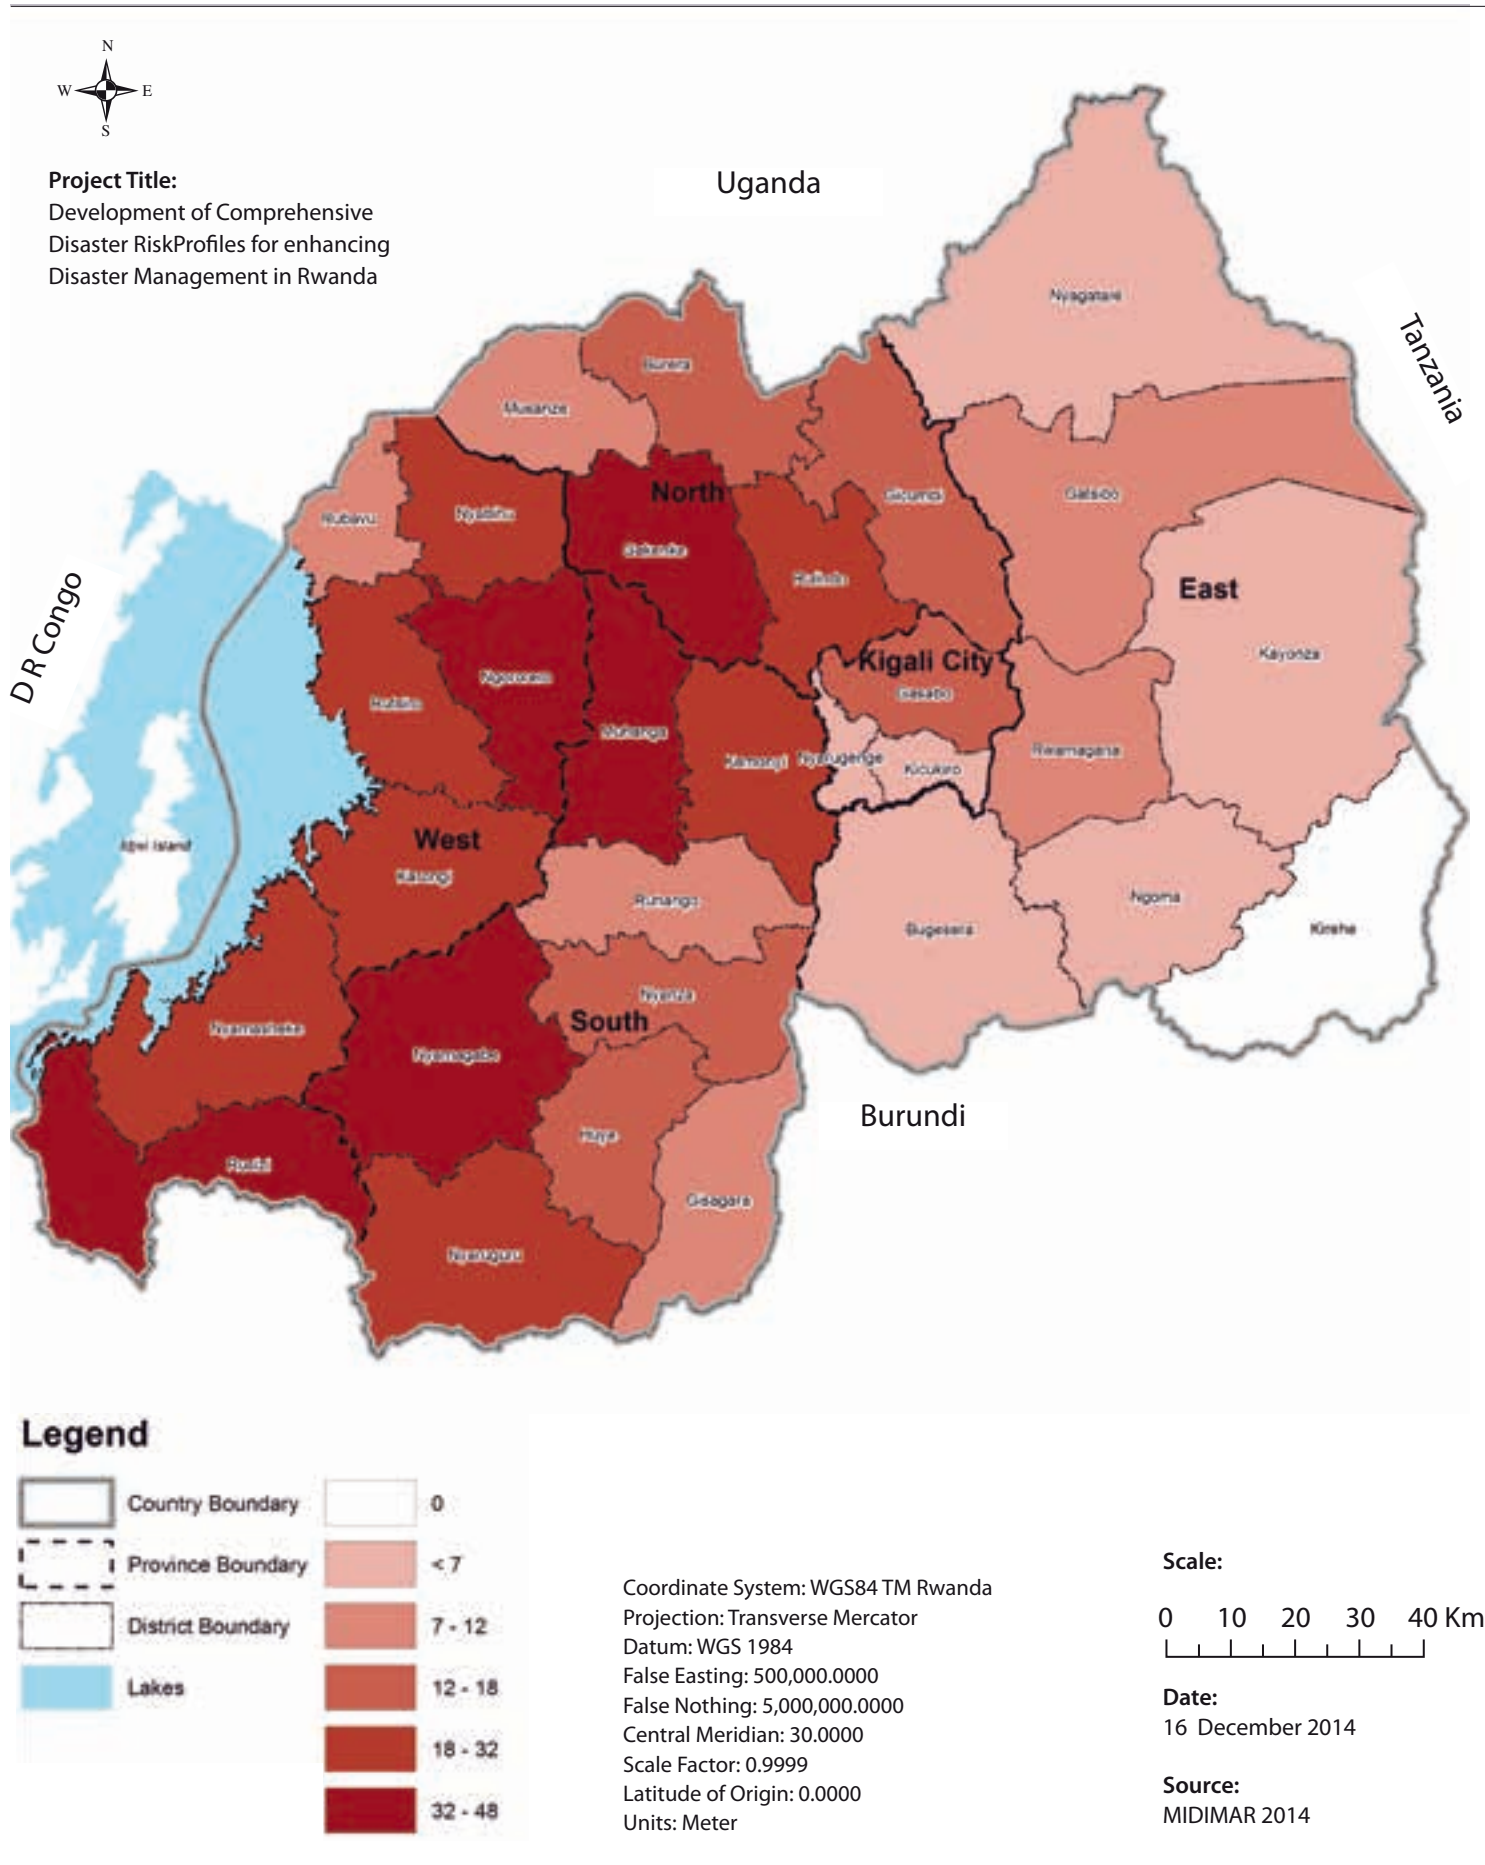 N
W E
S
Project Title:
Development of Comprehensive
Disaster RiskProfiles for enhancing
Disaster Management in Rwanda
Uganda
Tanzania
D R Congo
Burundi
Nyagatare
Burera
Musanze
North
Gicumbi
Gatsibo
Rubavu
Nyabihu
Gakenke
Rulindo
East
Kayonza
Kigali City
Gasabo
Ngororero
Rutsiro
Muhanga
Kamonyi
Nyarugenge
Kicukiro
Rwamagana
Idjwi Island
West
Karongi
Ruhango
Bugesera
Ngoma
Kirehe
Nyanza
South
Nyamasheke
Nyamagabe
Huye
Rusizi
Gisagara
Nyaruguru
Legend
Country Boundary
Province Boundary
District Boundary
Lakes
0
< 7
7 - 12
12 - 18
18 - 32
32 - 48
Coordinate System: WGS84 TM Rwanda
Projection: Transverse Mercator
Datum: WGS 1984
False Easting: 500,000.0000
False Nothing: 5,000,000.0000
Central Meridian: 30.0000
Scale Factor: 0.9999
Latitude of Origin: 0.0000
Units: Meter
Scale:
0 10 20 30 40 Km
Date:
16 December 2014
Source:
MIDIMAR 2014